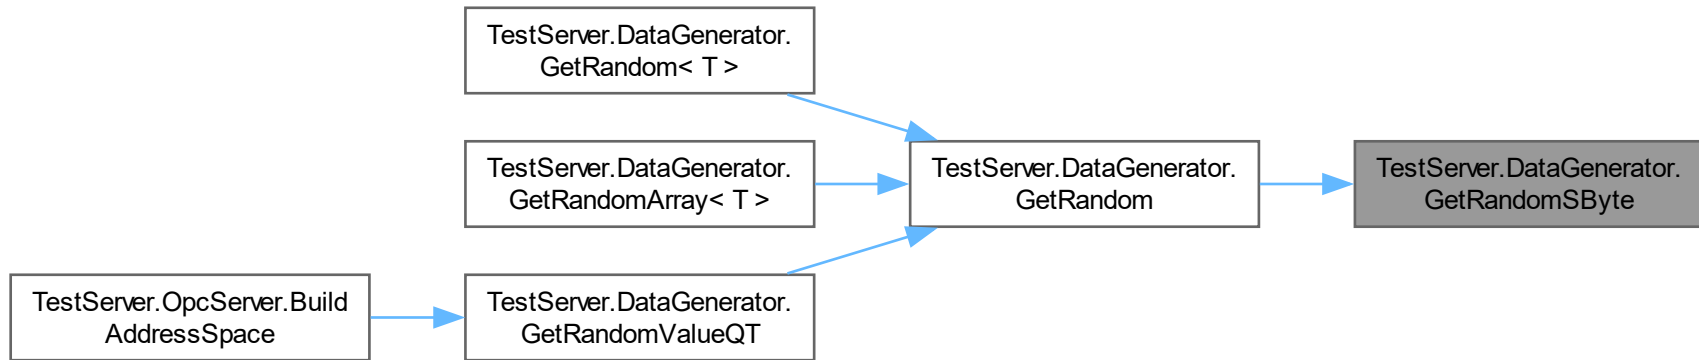 TestServer.DataGenerator.
GetRandom< T >
TestServer.DataGenerator.
GetRandomArray< T >
TestServer.DataGenerator.
GetRandom
TestServer.DataGenerator.
GetRandomSByte
TestServer.OpcServer.Build
AddressSpace
TestServer.DataGenerator.
GetRandomValueQT